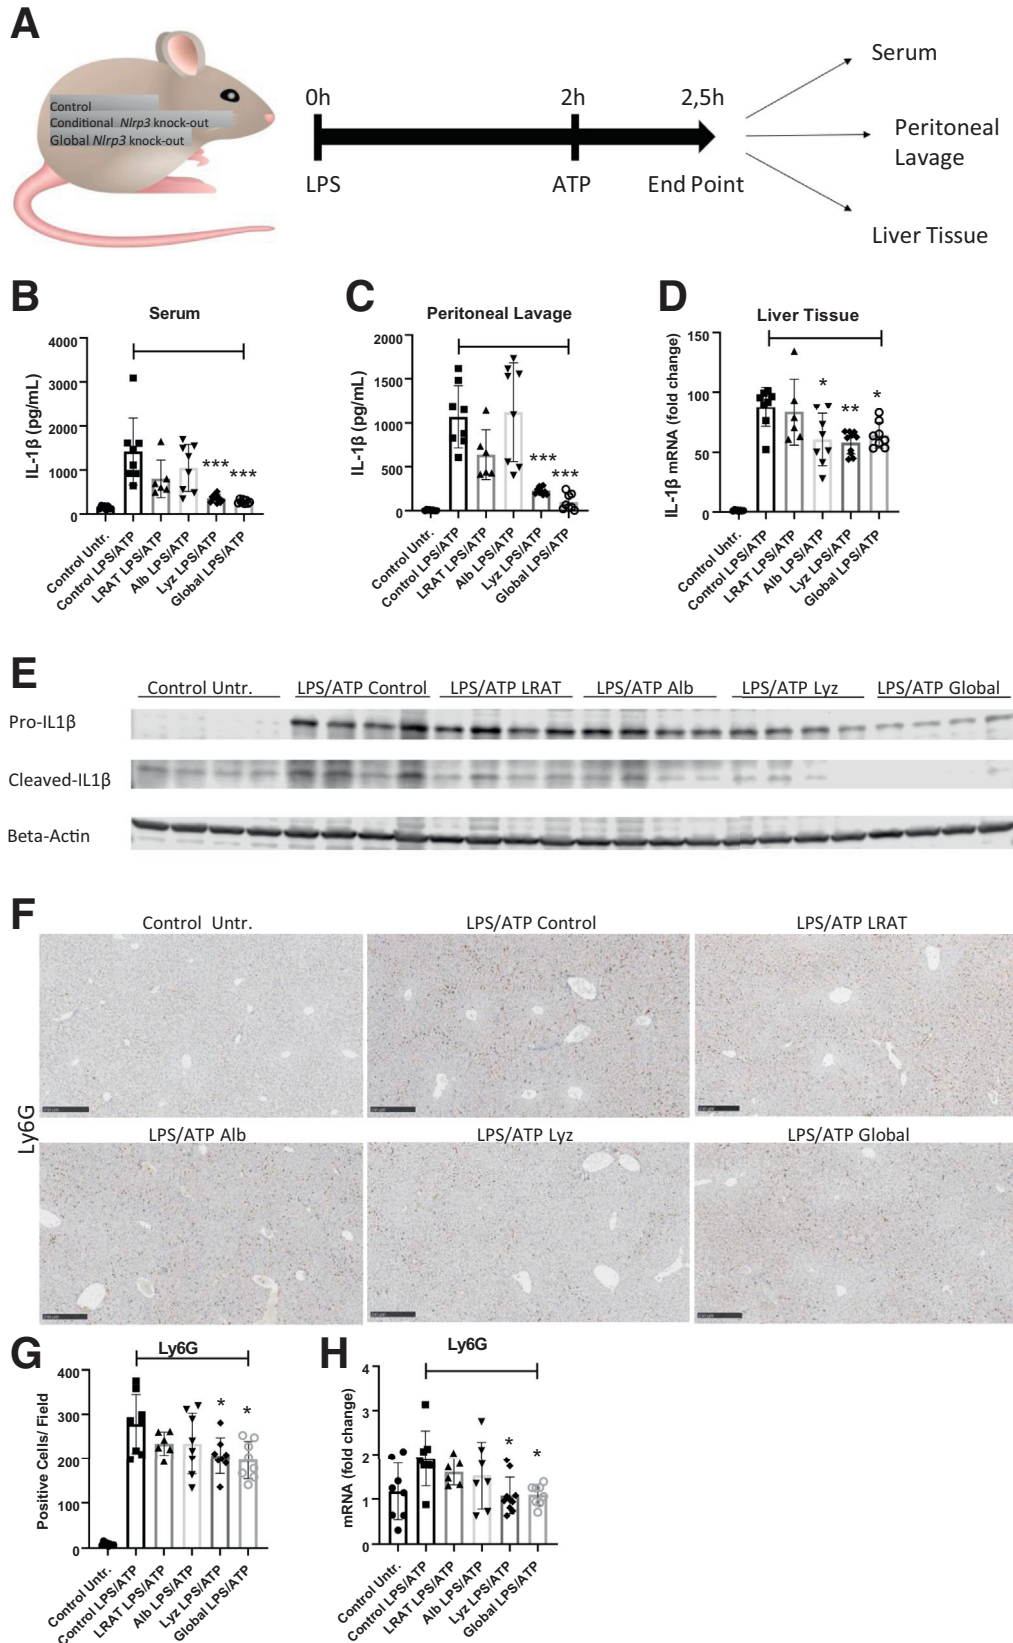 A
Control
Conditional Nlrp3 knock-out
Global Nlrp3 knock-out
0h
2h
2,5h
LPS
ATP
End Point
Serum
Peritoneal
Lavage
Liver Tissue
B
Serum
IL-1β (pg/mL)
4000
3000
2000
1000
0
***
***
Control Untr.
Control LPS/ATP
LRAT LPS/ATP
Alb LPS/ATP
Lyz LPS/ATP
Global LPS/ATP
C
Peritoneal Lavage
IL-1β (pg/mL)
2000
1500
1000
500
0
***
***
Control Untr.
Control LPS/ATP
LRAT LPS/ATP
Alb LPS/ATP
Lyz LPS/ATP
Global LPS/ATP
D
Liver Tissue
IL-1β mRNA (fold change)
150
100
50
0
*
**
*
Control Untr.
Control LPS/ATP
LRAT LPS/ATP
Alb LPS/ATP
Lyz LPS/ATP
Global LPS/ATP
E
Control Untr.
LPS/ATP Control
LPS/ATP LRAT
LPS/ATP Alb
LPS/ATP Lyz
LPS/ATP Global
Pro-IL1β
Cleaved-IL1β
Beta-Actin
F
Ly6G
Control Untr.
LPS/ATP Control
LPS/ATP LRAT
LPS/ATP Alb
LPS/ATP Lyz
LPS/ATP Global
G
Ly6G
Positive Cells/ Field
400
300
200
100
0
*
*
Control Untr.
Control LPS/ATP
LRAT LPS/ATP
Alb LPS/ATP
Lyz LPS/ATP
Global LPS/ATP
H
Ly6G
mRNA (fold change)
4
3
2
1
0
*
*
Control Untr.
Control LPS/ATP
LRAT LPS/ATP
Alb LPS/ATP
Lyz LPS/ATP
Global LPS/ATP